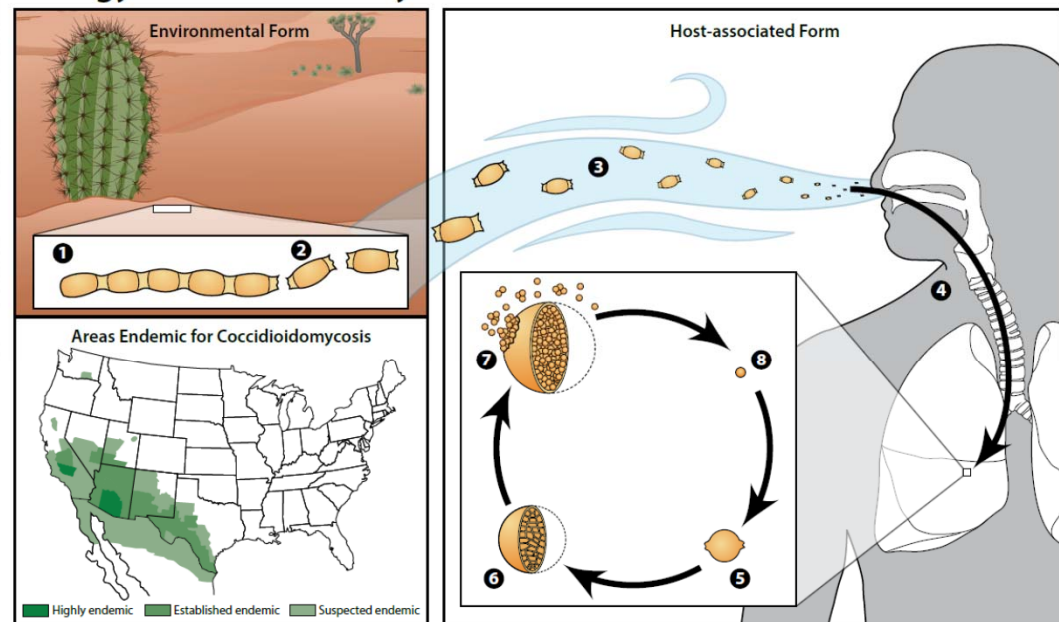 Environmental Form
1
2
Areas Endemic for Coccidioidomycosis
Highly endemic
Established endemic
Suspected endemic
Host-associated Form
3
4
7
8
6
5